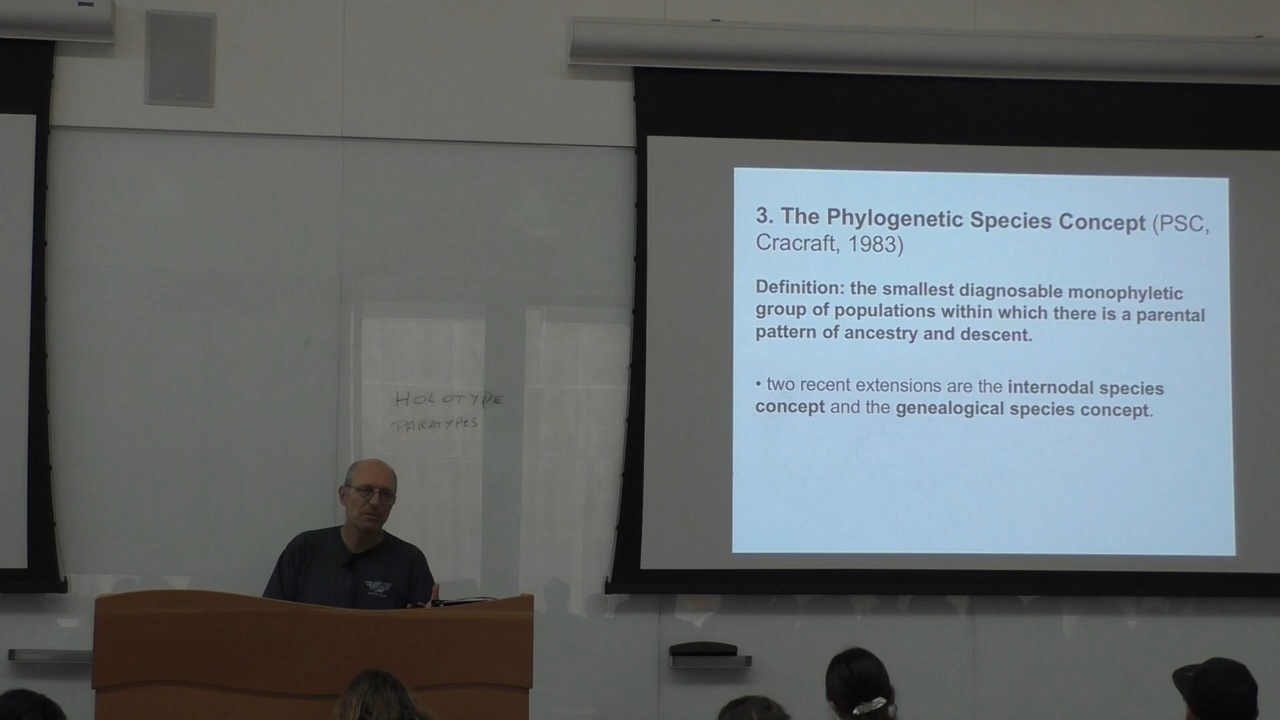 HOLOTYPE
PARATYPES
3. The Phylogenetic Species Concept (PSC,
Cracraft, 1983)
Definition: the smallest diagnosable monophyletic
group of populations within which there is a parental
pattern of ancestry and descent.
• two recent extensions are the internodal species
concept and the genealogical species concept.